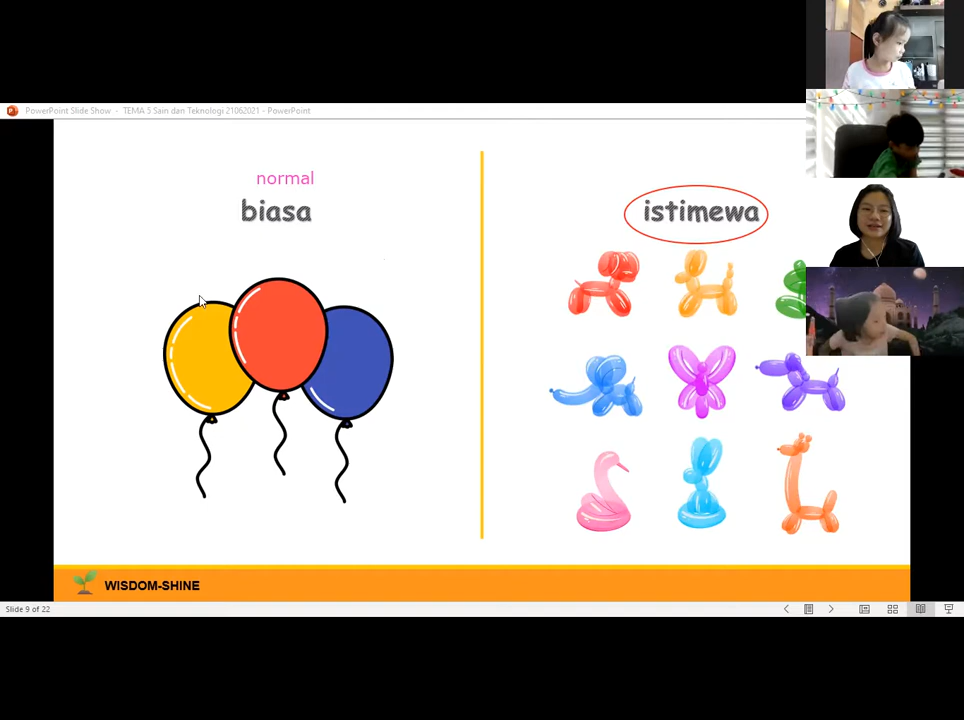 PowerPoint Slide Show - TEMA 5 Sain dan Teknologi 21062021 - PowerPoint
normal
biasa
istimewa
WISDOM-SHINE
Slide 9 of 22